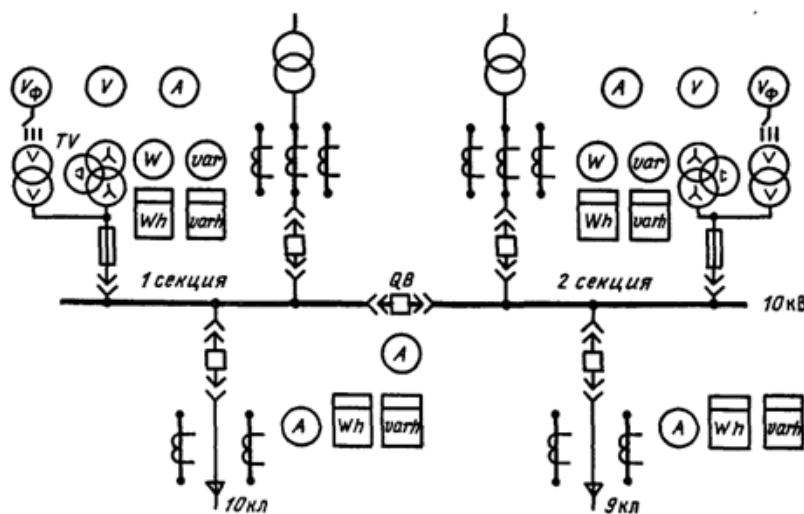 Vф V A A V Vф
TV W var W var
Wh varh Wh varh
1 секция QB 2 секция
10кВ
A
A Wh varh A Wh varh
10кл 9кл